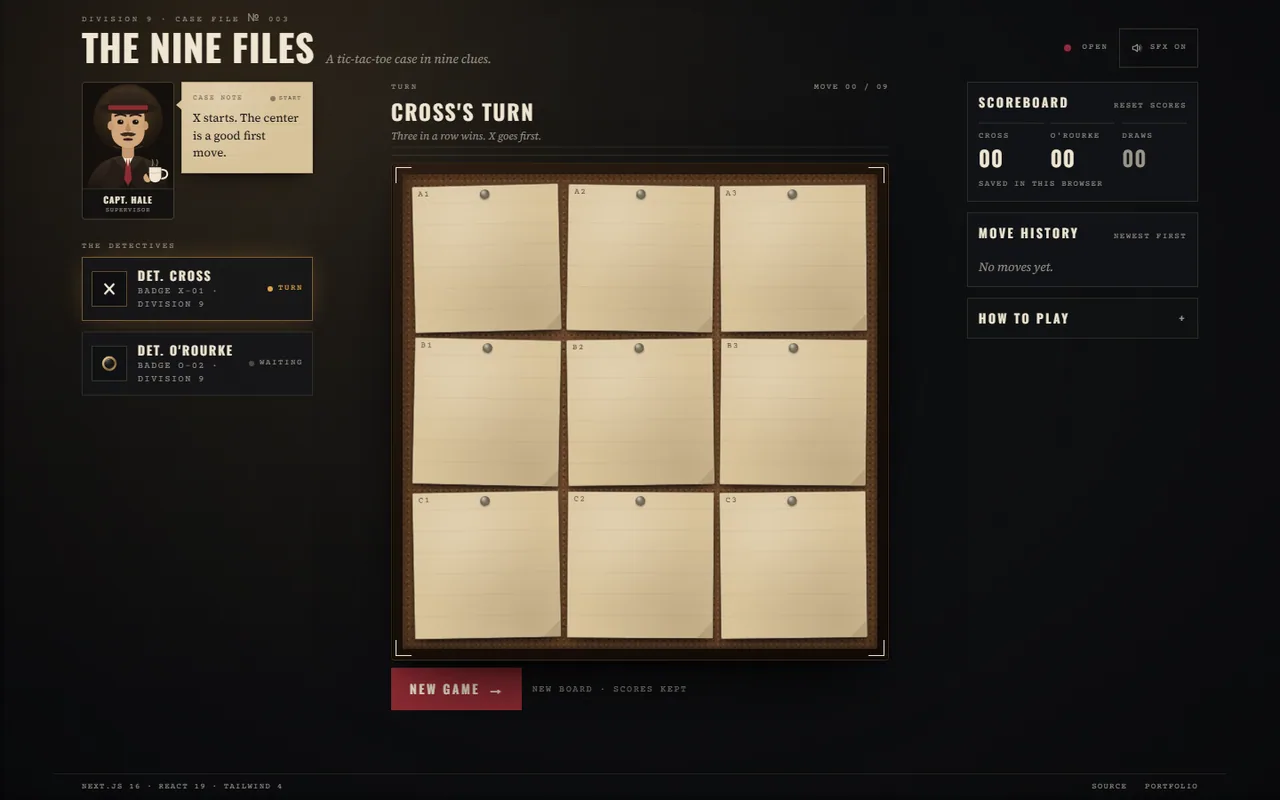 DIVISION 9 · CASE FILE № 003
THE NINE FILES
A tic-tac-toe case in nine clues.
OPEN
SFX ON
CASE NOTE
START
X starts. The center
is a good first
move.
CAPT. HALE
SUPERVISOR
THE DETECTIVES
X
DET. CROSS
BADGE X-01 ·
DIVISION 9
TURN
DET. O'ROURKE
BADGE O-02 ·
DIVISION 9
WAITING
TURN
MOVE 00 / 09
CROSS'S TURN
Three in a row wins. X goes first.
A1
A2
A3
B1
B2
B3
C1
C2
C3
NEW GAME →
NEW BOARD · SCORES KEPT
SCOREBOARD
RESET SCORES
CROSS
O'ROURKE
DRAWS
00
00
00
SAVED IN THIS BROWSER
MOVE HISTORY
NEWEST FIRST
No moves yet.
HOW TO PLAY
+
NEXT.JS 16 · REACT 19 · TAILWIND 4
SOURCE
PORTFOLIO